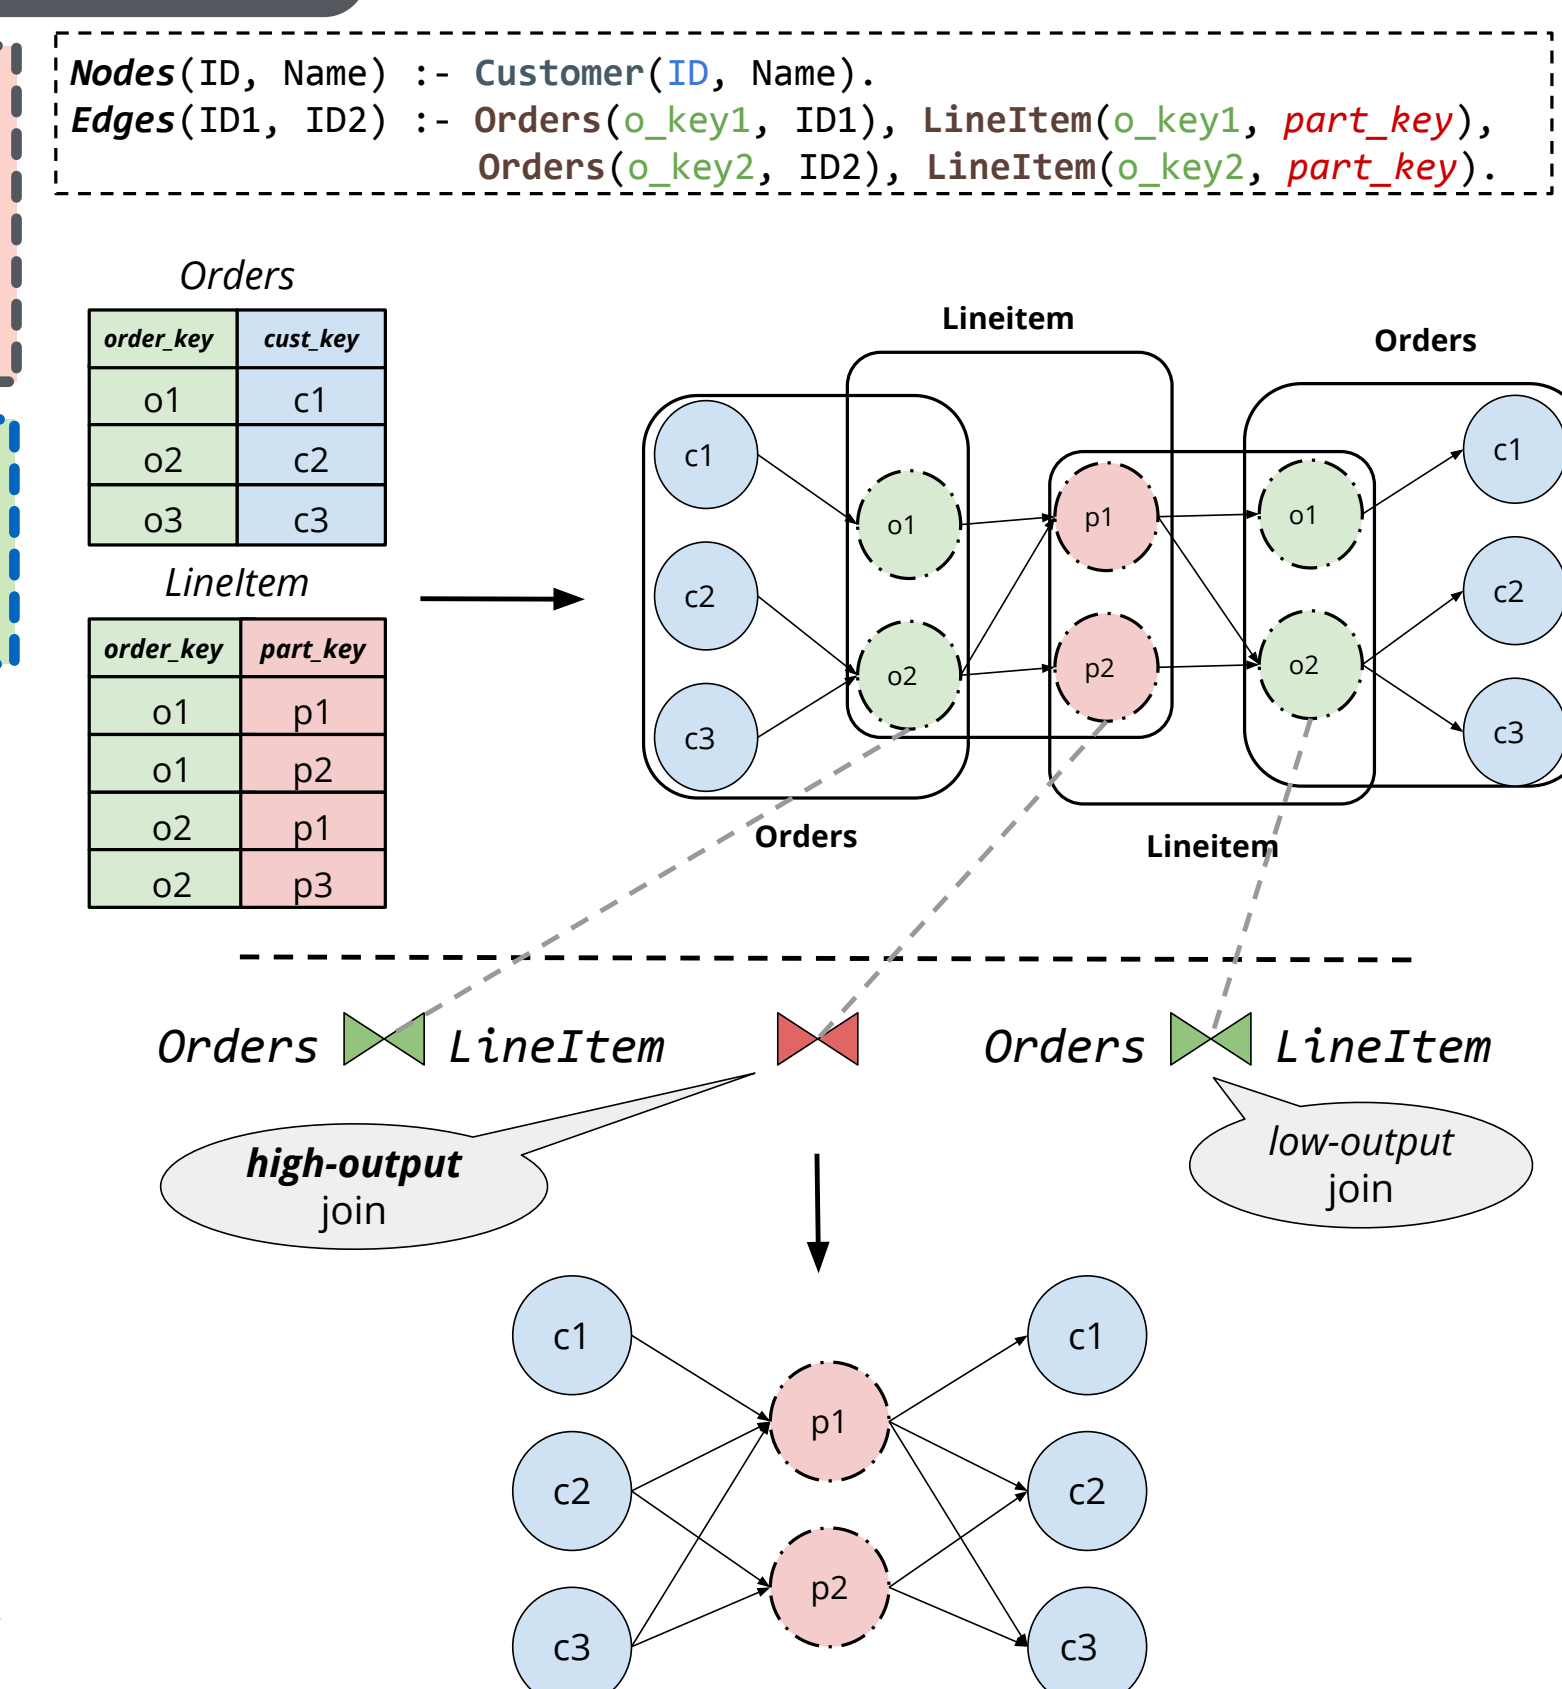 Nodes(ID, Name) :- Customer(ID, Name).
Edges(ID1, ID2) :- Orders(o_key1, ID1), LineItem(o_key1, part_key),
Orders(o_key2, ID2), LineItem(o_key2, part_key).
Orders
order_key cust_key
o1 c1
o2 c2
o3 c3
LineItem
order_key part_key
o1 p1
o1 p2
o2 p1
o2 p3
Lineitem
Orders
c1
o1
p1
o1
c1
c2
c2
o2
p2
o2
c3
c3
Orders
Lineitem
Orders LineItem
Orders LineItem
high-output
join
low-output
join
c1
c1
p1
c2
c2
p2
c3
c3